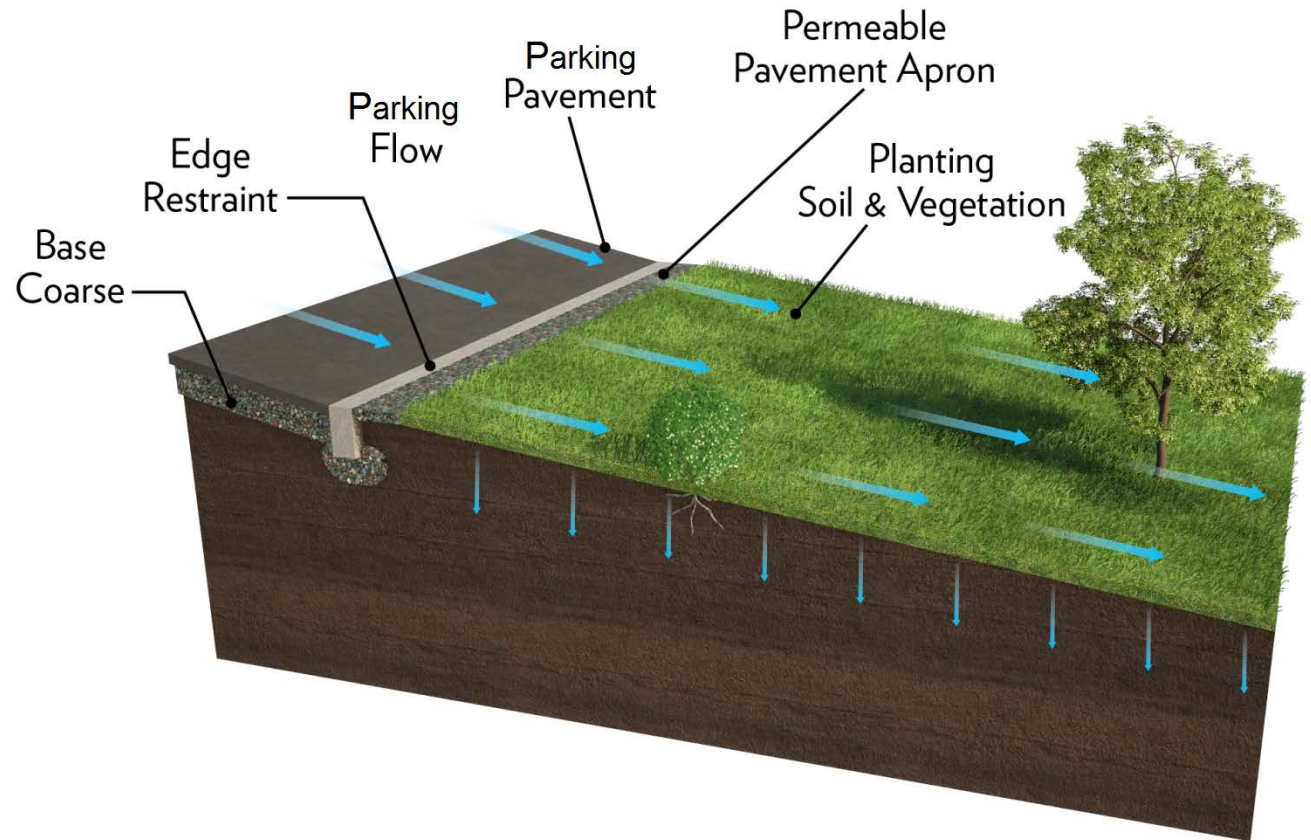 Permeable
Pavement Apron
Parking
Pavement
Parking
Flow
Planting
Soil & Vegetation
Edge
Restraint
Base
Coarse